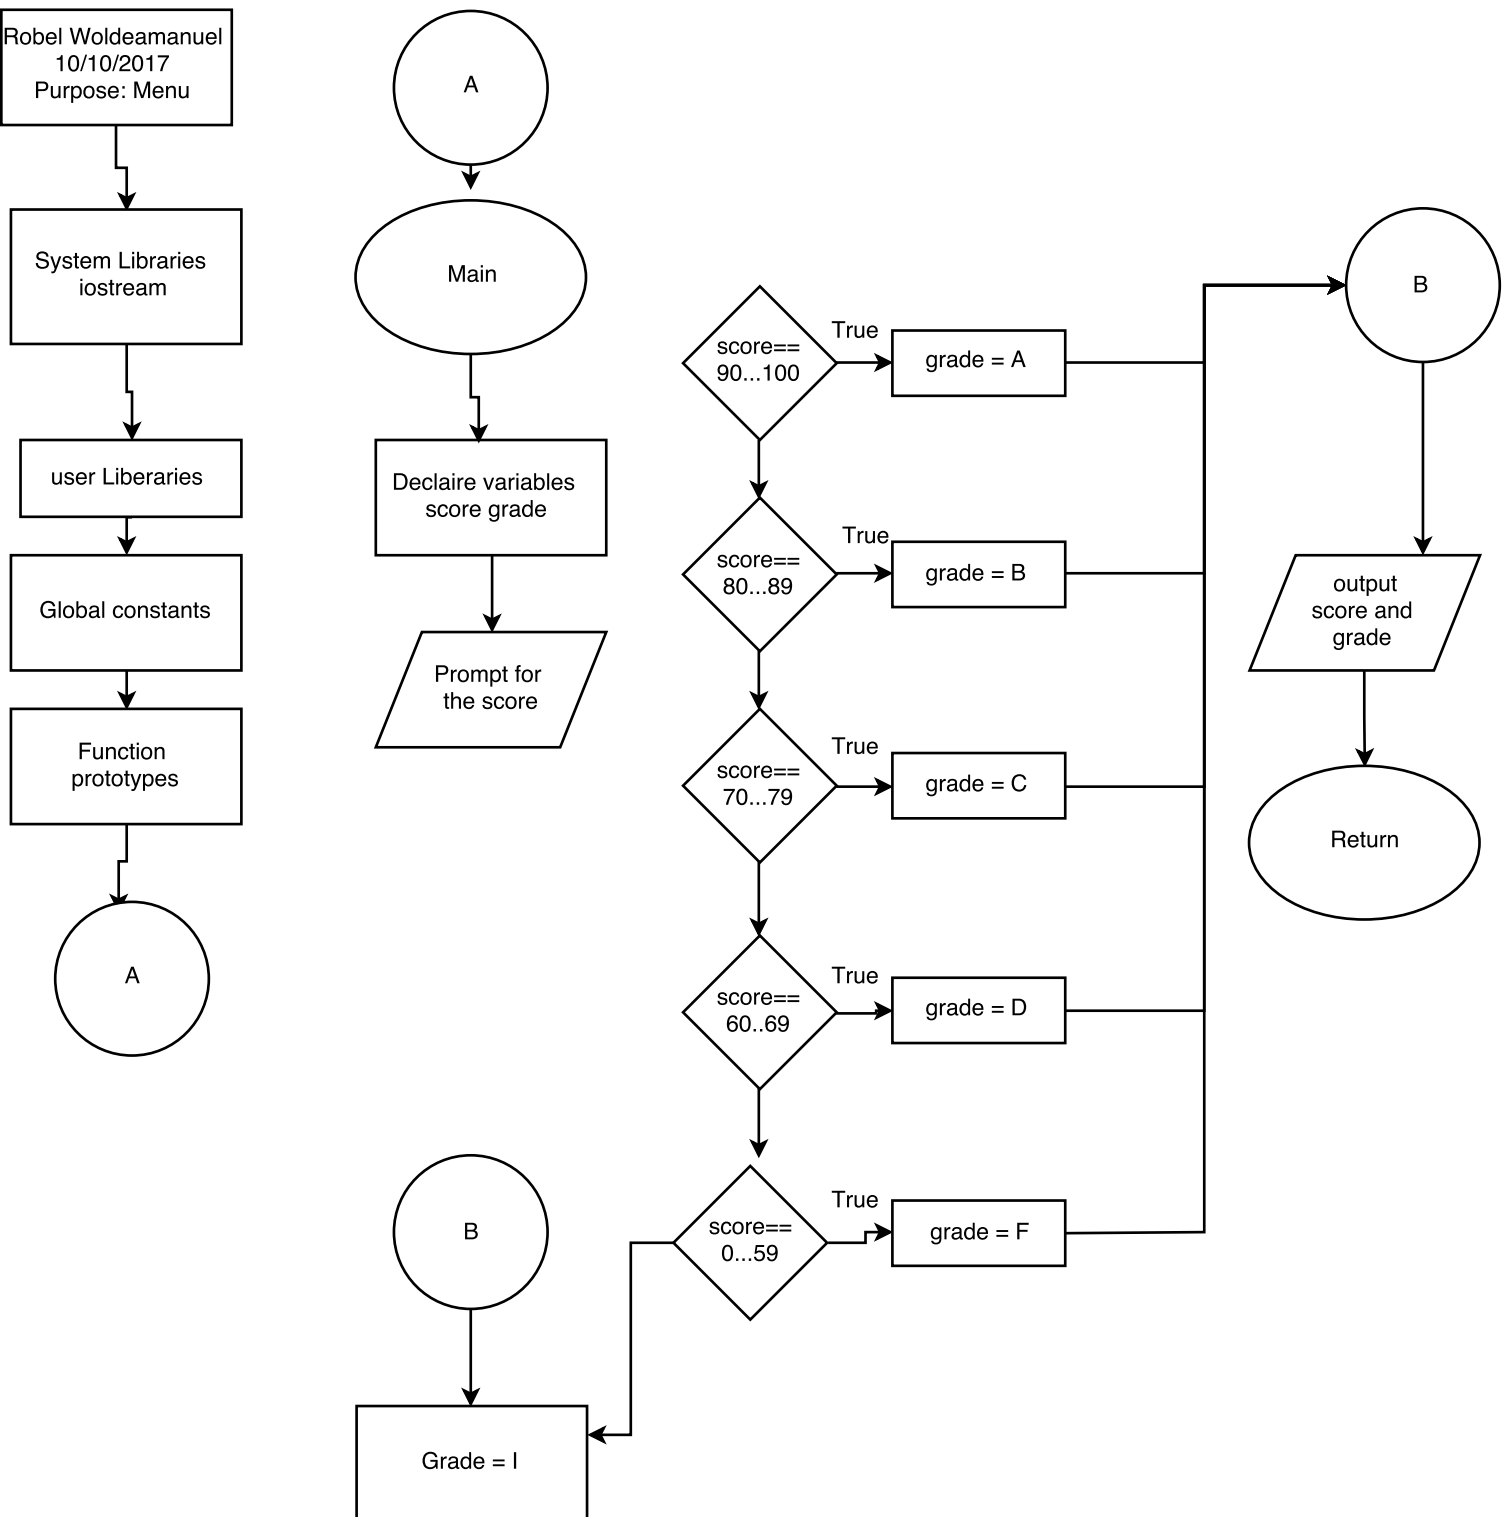 Robel Woldeamanuel
10/10/2017
Purpose: Menu
System Libraries
iostream
user Liberaries
Global constants
Function
prototypes
A
A
Main
Declaire variables
score grade
Prompt for
the score
B
Grade = I
score==
90...100
True
grade = A
score==
80...89
True
grade = B
score==
70...79
True
grade = C
score==
60..69
True
grade = D
score==
0...59
True
grade = F
B
output
score and
grade
Return